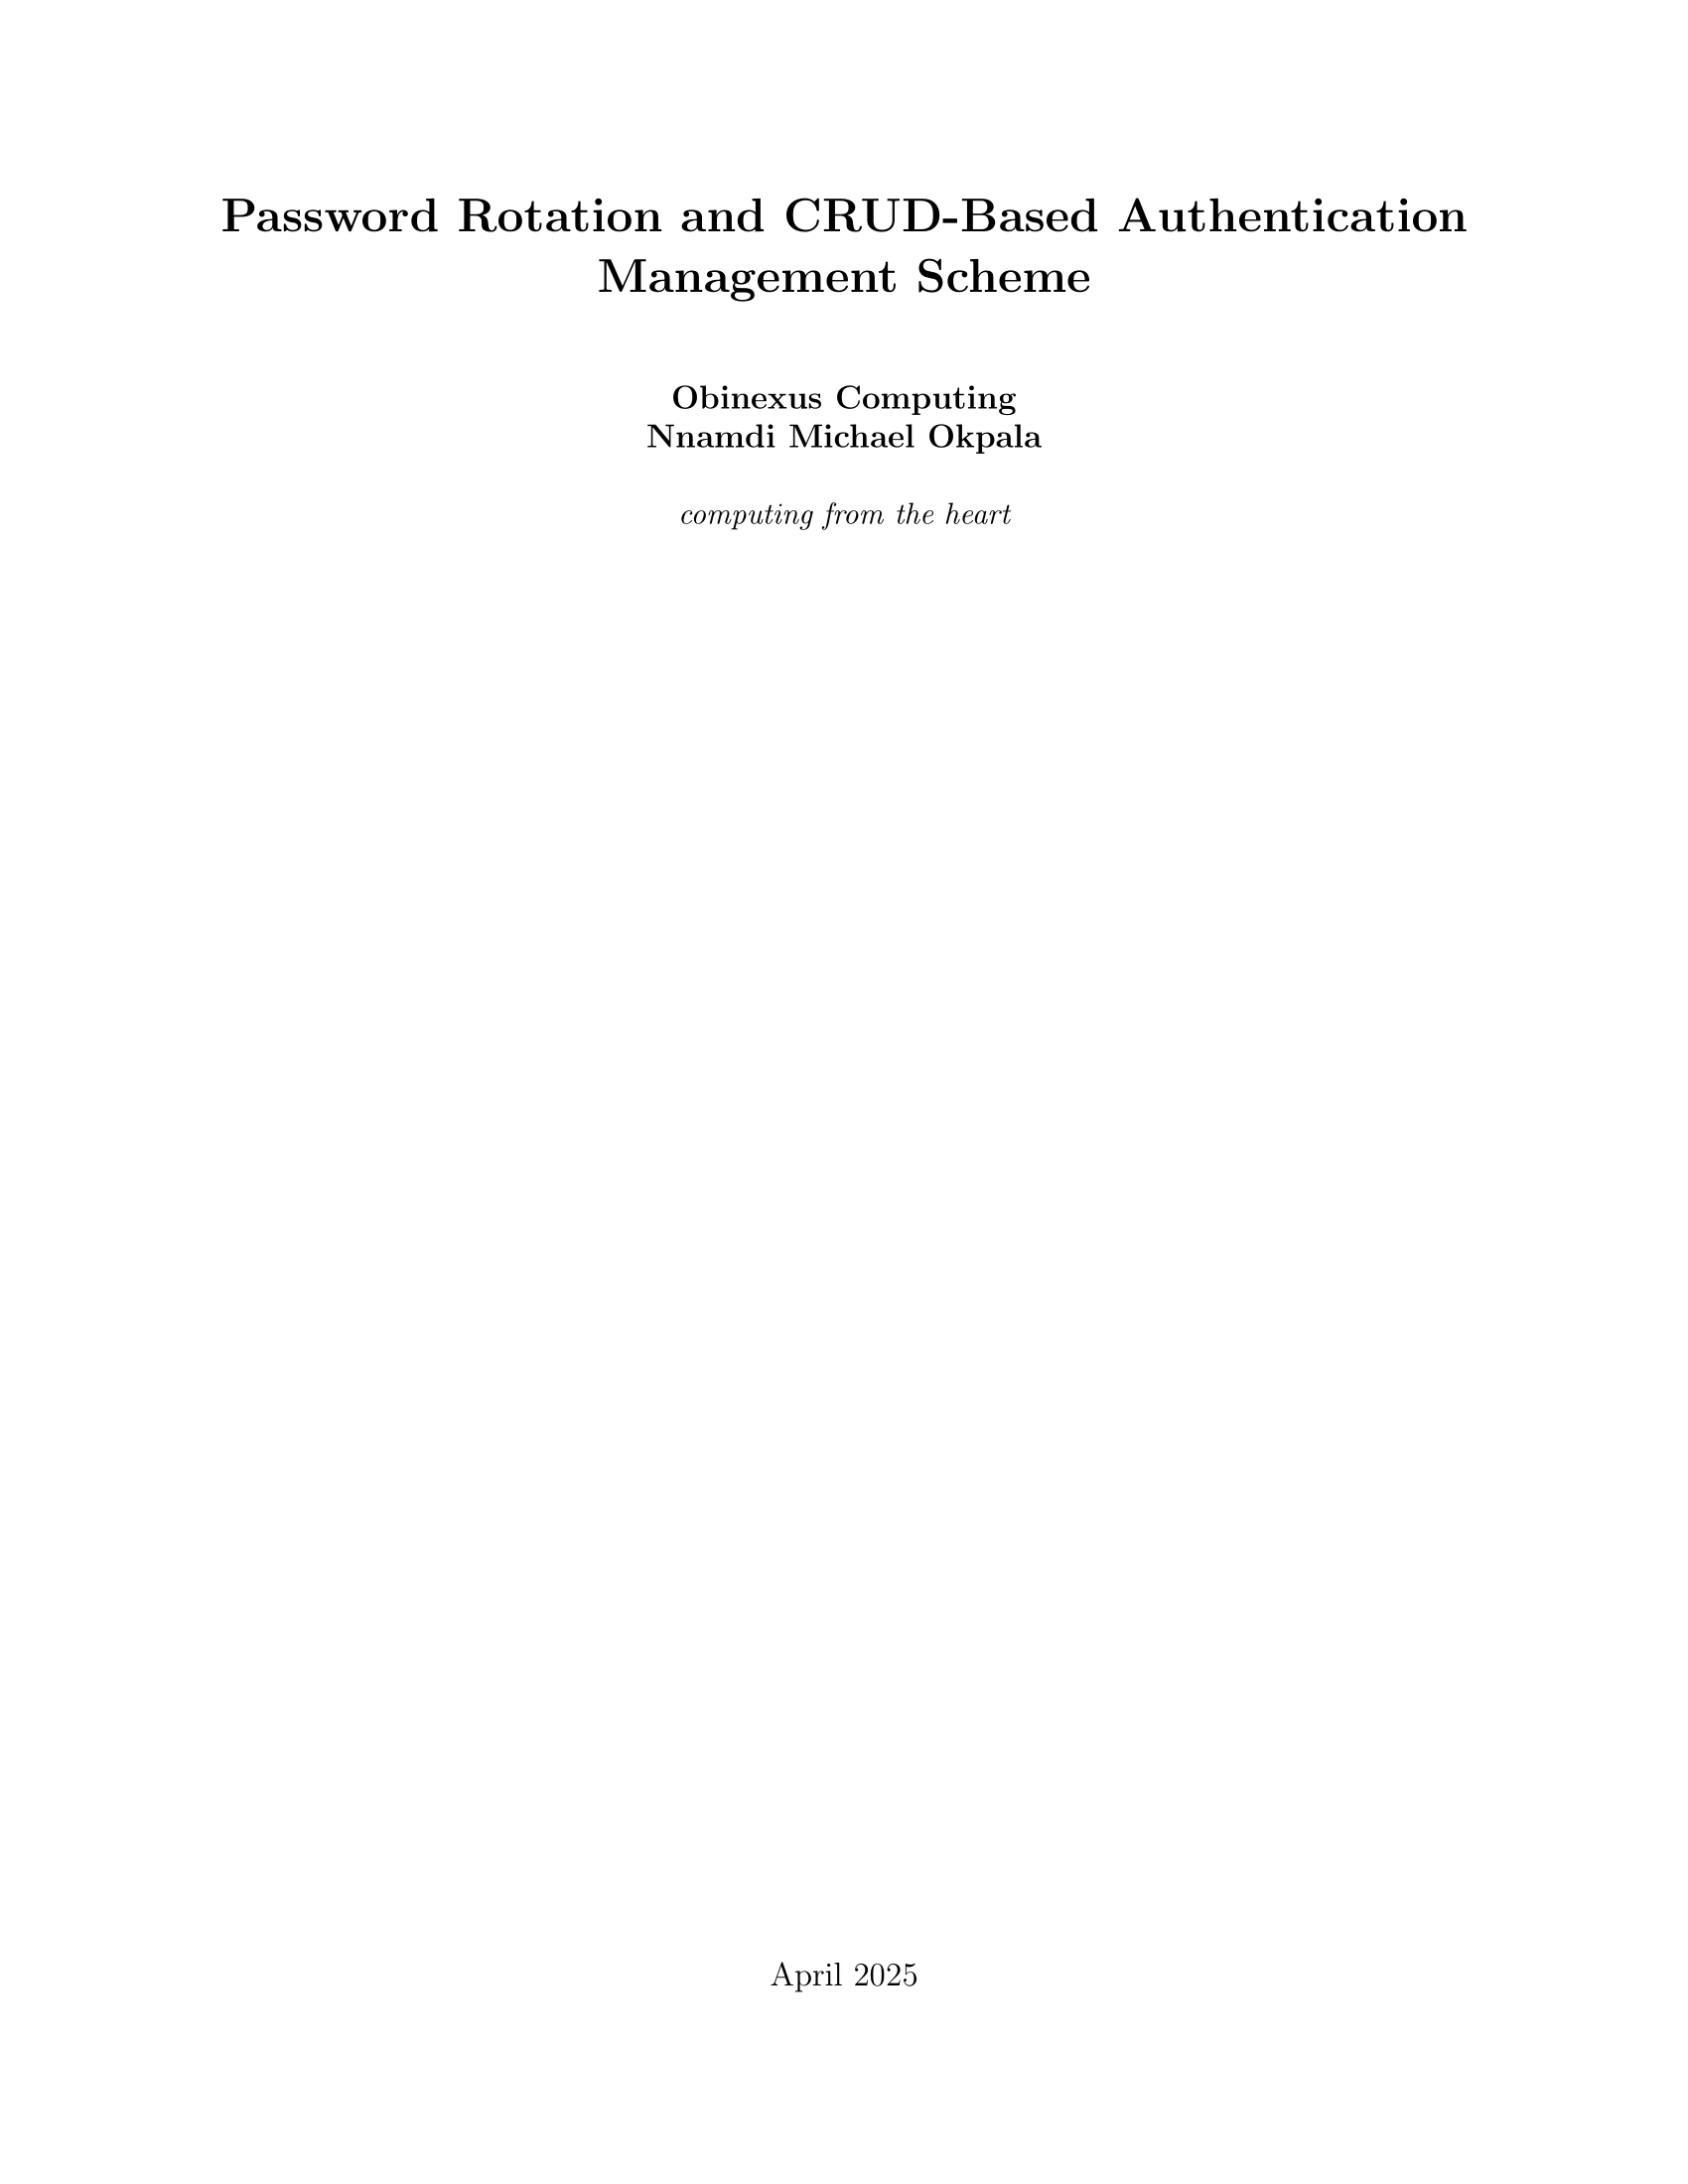 Password Rotation and CRUD-Based Authentication
Management Scheme
Obinexus Computing
Nnamdi Michael Okpala
computing from the heart
April 2025